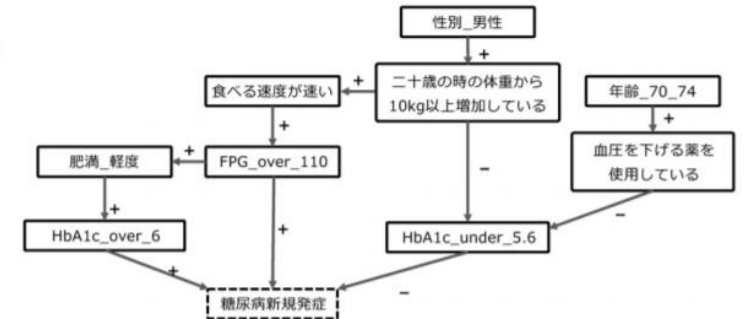 性別_男性
+
+
食べる速度が速い
二十歳の時の体重から
10kg以上増加している
年齢_70_74
+
+
肥満_軽度
+
FPG_over_110
−
血圧を下げる薬を
使用している
+
+
−
HbA1c_over_6
HbA1c_under_5.6
+
−
糖尿病新規発症